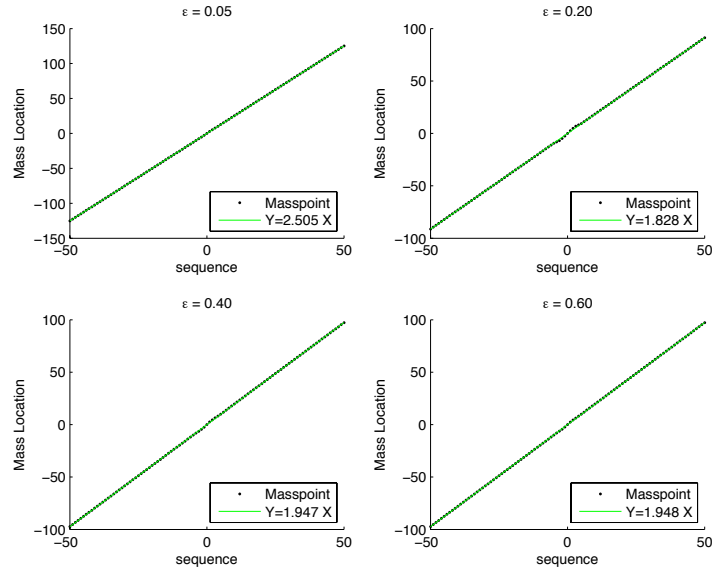 ε = 0.05
150
100
50
0
−50
−100
−150
−50
0
50
Mass Location
sequence
Masspoint
Y=2.505 X
ε = 0.20
100
50
0
−50
−100
−50
0
50
Mass Location
sequence
Masspoint
Y=1.828 X
ε = 0.40
100
50
0
−50
−100
−50
0
50
Mass Location
sequence
Masspoint
Y=1.947 X
ε = 0.60
100
50
0
−50
−100
−50
0
50
Mass Location
sequence
Masspoint
Y=1.948 X